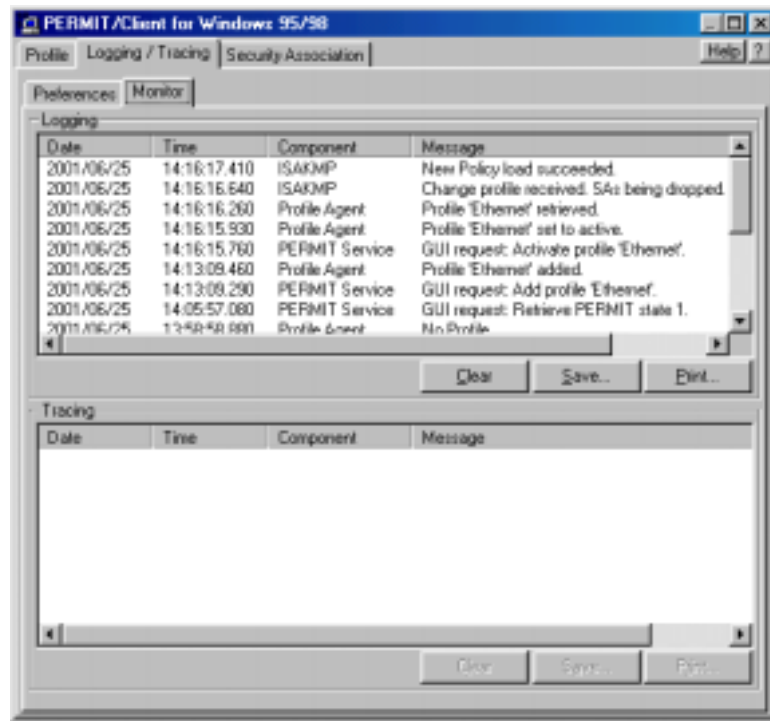 PERMIT/Client for Windows 95/98
Profile Logging / Tracing Security Association Help ?
Preferences Monitor
Logging
Date Time Component Message
2001/06/25 14:16:17.410 ISAKMP New Policy load succeeded.
2001/06/25 14:16:16.640 ISAKMP Change profile received. SAs being dropped.
2001/06/25 14:16:16.260 Profile Agent Profile 'Ethernet' retrieved.
2001/06/25 14:16:15.930 Profile Agent Profile 'Ethernet' set to active.
2001/06/25 14:16:15.760 PERMIT Service GUI request: Activate profile 'Ethernet'.
2001/06/25 14:13:09.460 Profile Agent Profile 'Ethernet' added.
2001/06/25 14:13:09.290 PERMIT Service GUI request: Add profile 'Ethernet'.
2001/06/25 14:05:57.080 PERMIT Service GUI request: Retrieve PERMIT state 1.
2001/06/25 13:58:58.880 Profile Agent No Profile
Clear Save... Print...
Tracing
Date Time Component Message
Clear Save... Print...